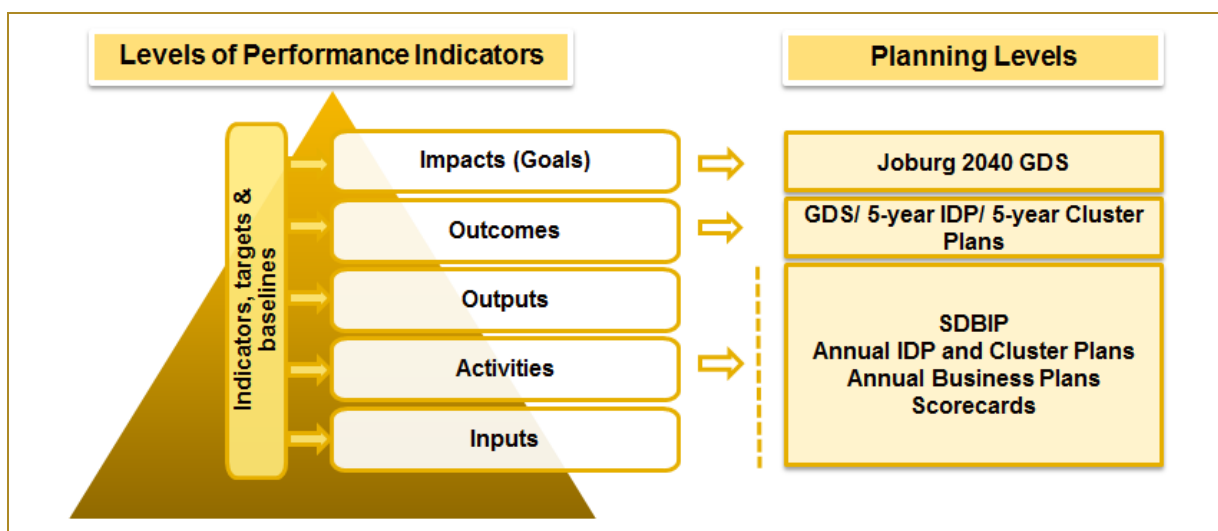 Levels of Performance Indicators
Planning Levels
Indicators, targets &
baselines
Impacts (Goals)
Joburg 2040 GDS
Outcomes
GDS/ 5-year IDP/ 5-year Cluster
Plans
Outputs
Activities
Inputs
SDBIP
Annual IDP and Cluster Plans
Annual Business Plans
Scorecards